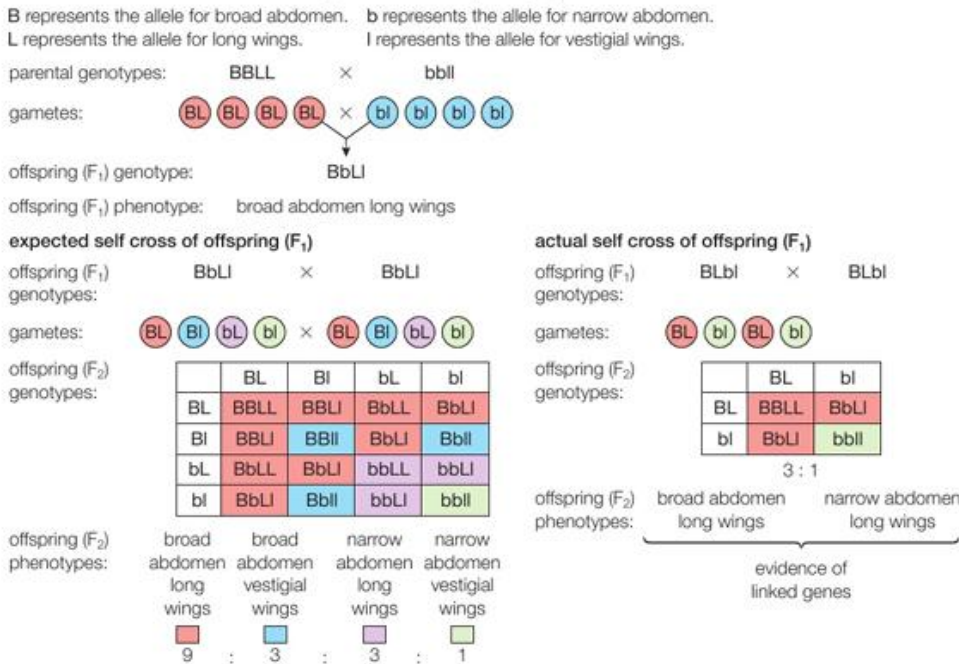 B represents the allele for broad abdomen. b represents the allele for narrow abdomen.
L represents the allele for long wings. l represents the allele for vestigial wings.
parental genotypes: BBLL × bbll
gametes: BL BL BL BL × bl bl bl bl
offspring (F₁) genotype: BbLl
offspring (F₁) phenotype: broad abdomen long wings
expected self cross of offspring (F₁)
offspring (F₁) genotypes: BbLl × BbLl
gametes: BL Bl bL bl × BL Bl bL bl
offspring (F₂) genotypes:
BL Bl bL bl
BL BBLL BBLl BbLL BbLl
Bl BBLl BBll BbLl Bbll
bL BbLL BbLl bbLL bbLl
bl BbLl Bbll bbLl bbll
offspring (F₂) phenotypes:
broad abdomen long wings
broad abdomen vestigial wings
narrow abdomen long wings
narrow abdomen vestigial wings
9 : 3 : 3 : 1
actual self cross of offspring (F₁)
offspring (F₁) genotypes: BLbl × BLbl
gametes: BL bl BL bl
offspring (F₂) genotypes:
BL bl
BL BBLL BbLl
bl BbLl bbll
3 : 1
offspring (F₂) phenotypes:
broad abdomen long wings
narrow abdomen long wings
evidence of
linked genes